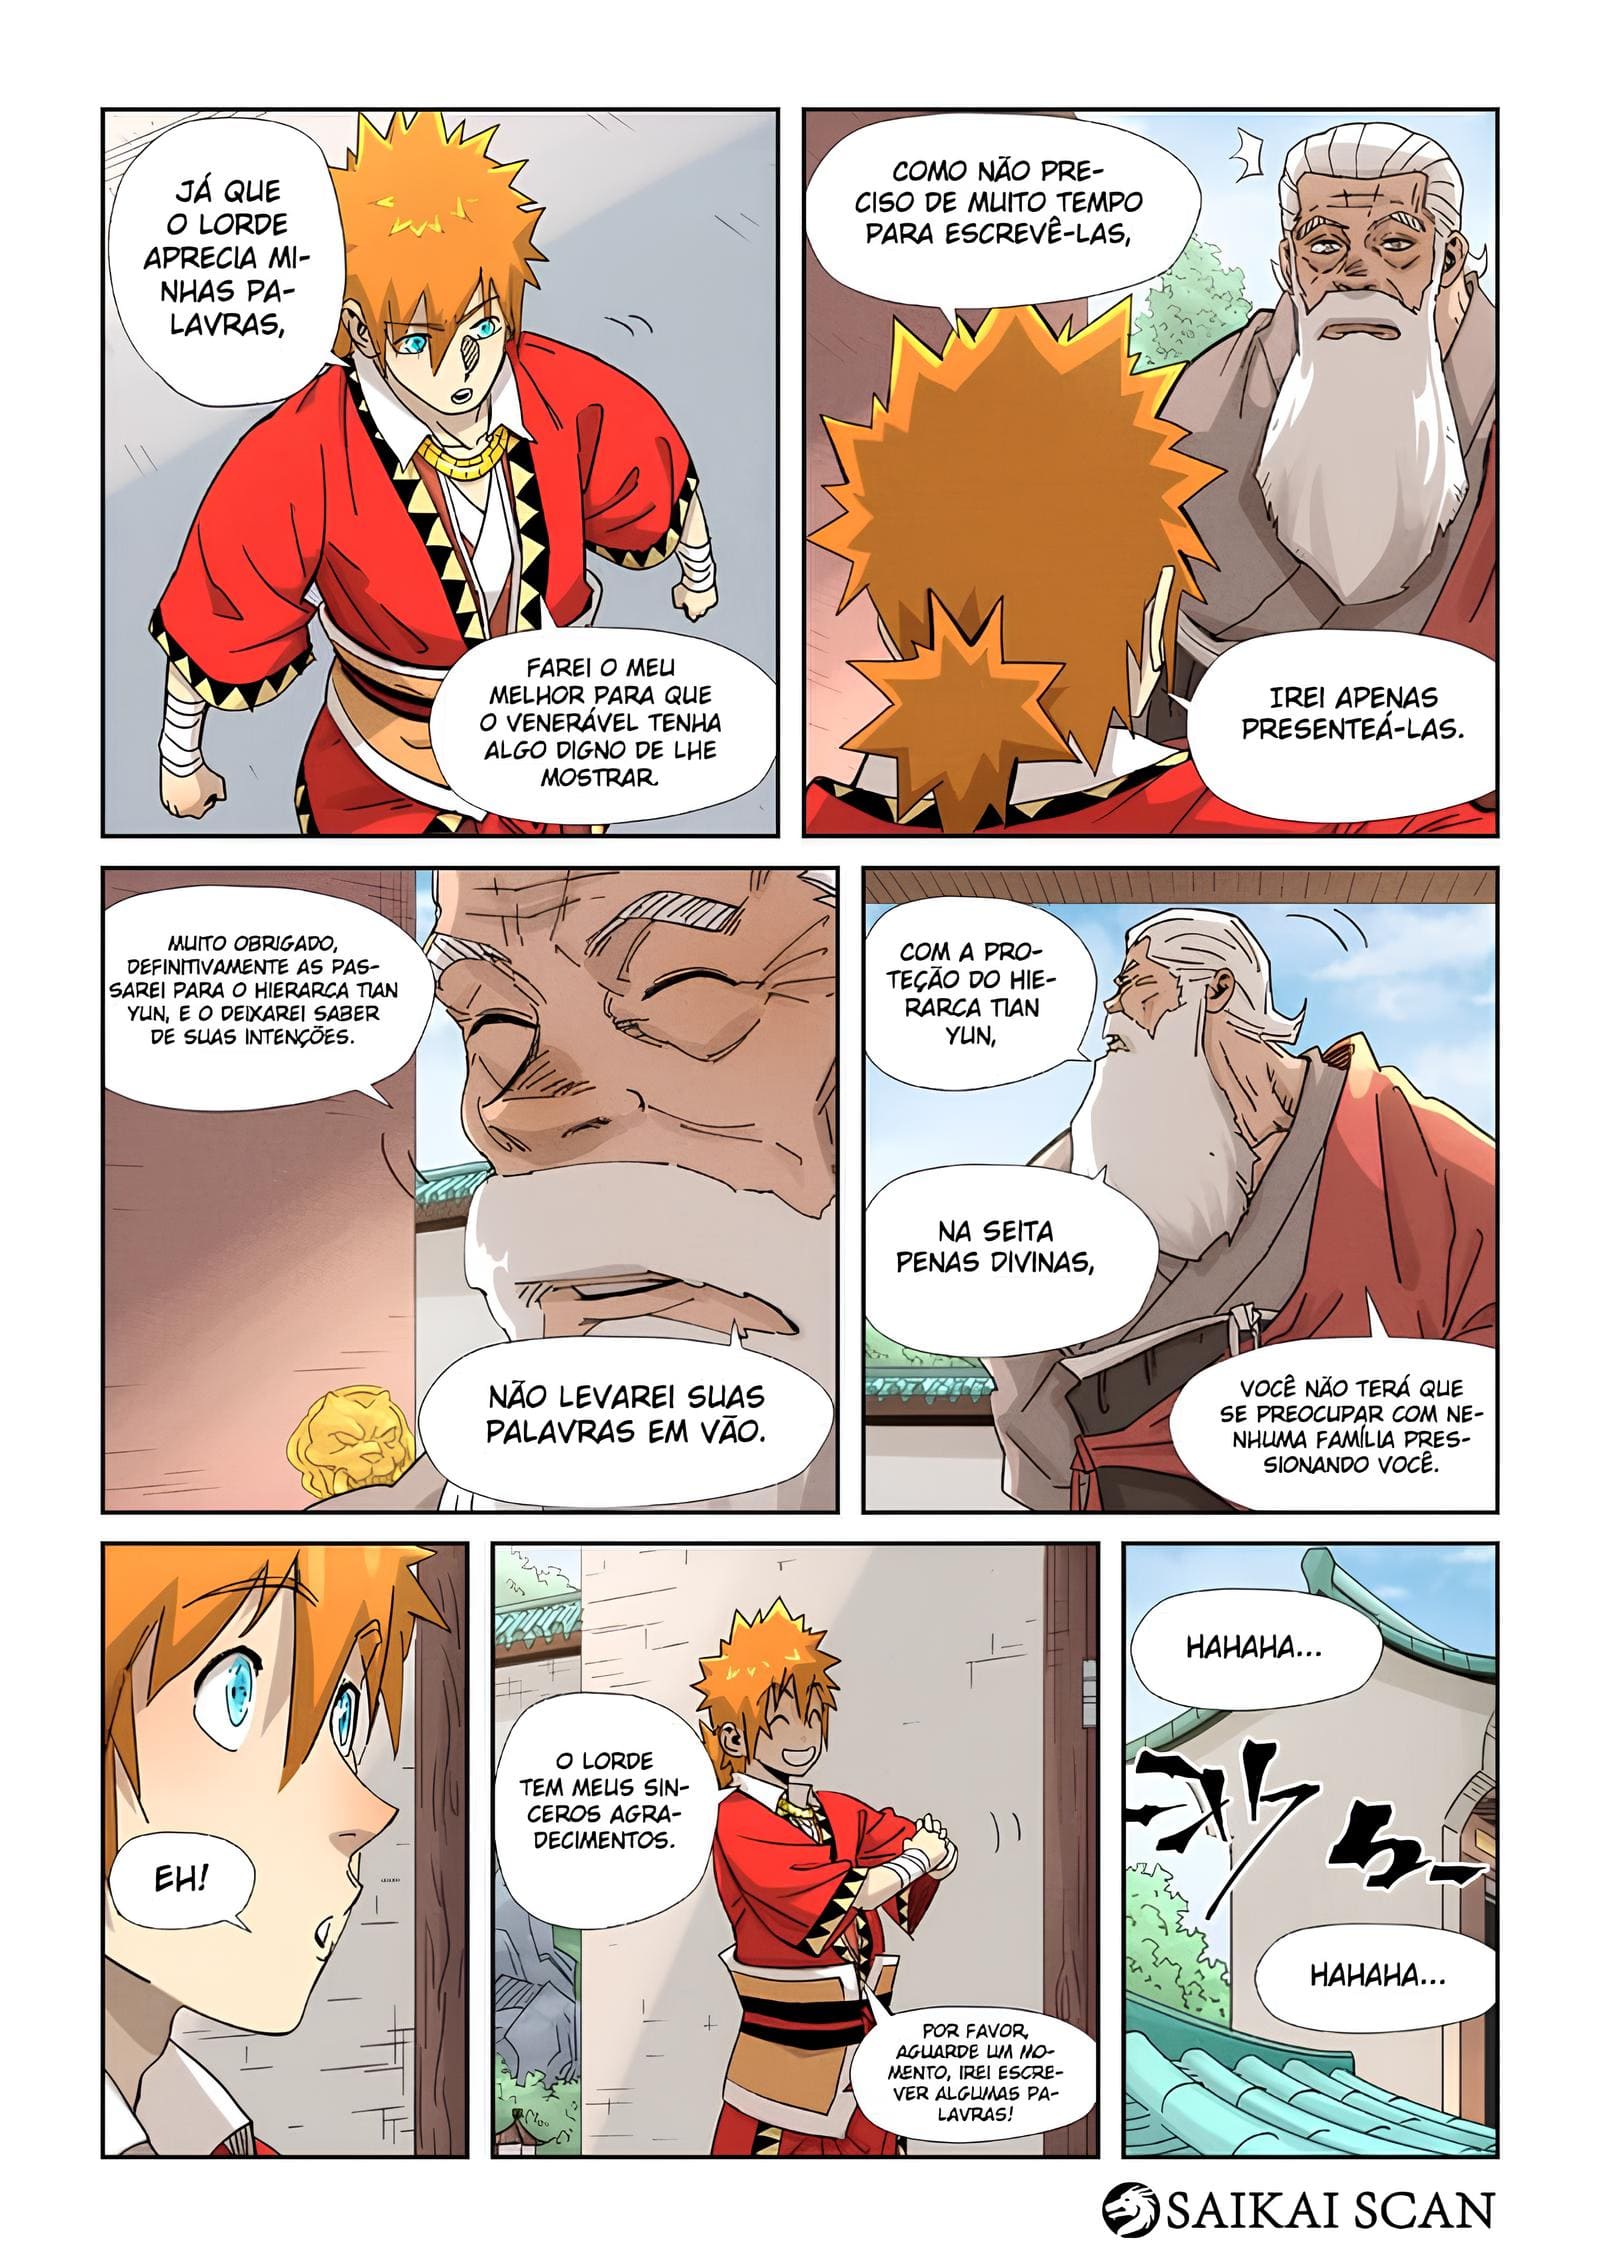 JÁ QUE
O LORDE
APRECIA MI-
NHAS PA-
LAVRAS,
FAREI O MEU
MELHOR PARA QUE
O VENERÁVEL TENHA
ALGO DIGNO DE LHE
MOSTRAR.
COMO NÃO PRE-
CISO DE MUITO TEMPO
PARA ESCREVÊ-LAS,
IREI APENAS
PRESENTEÁ-LAS.
MUITO OBRIGADO,
DEFINITIVAMENTE AS PAS-
SAREI PARA O HIERARCA TIAN
YUN, E O DEIXAREI SABER
DE SUAS INTENÇÕES.
NÃO LEVAREI SUAS
PALAVRAS EM VÃO.
COM A PRO-
TEÇÃO DO HIE-
RARCA TIAN
YUN,
NA SEITA
PENAS DIVINAS,
VOCÊ NÃO TERÁ QUE
SE PREOCUPAR COM NE-
NHUMA FAMÍLIA PRES-
SIONANDO VOCÊ.
EH!
O LORDE
TEM MEUS SIN-
CEROS AGRA-
DECIMENTOS.
POR FAVOR,
AGUARDE UM MO-
MENTO, IREI ESCRE-
VER ALGUMAS PA-
LAVRAS!
HAHAHA...
HAHAHA...
SAIKAI SCAN